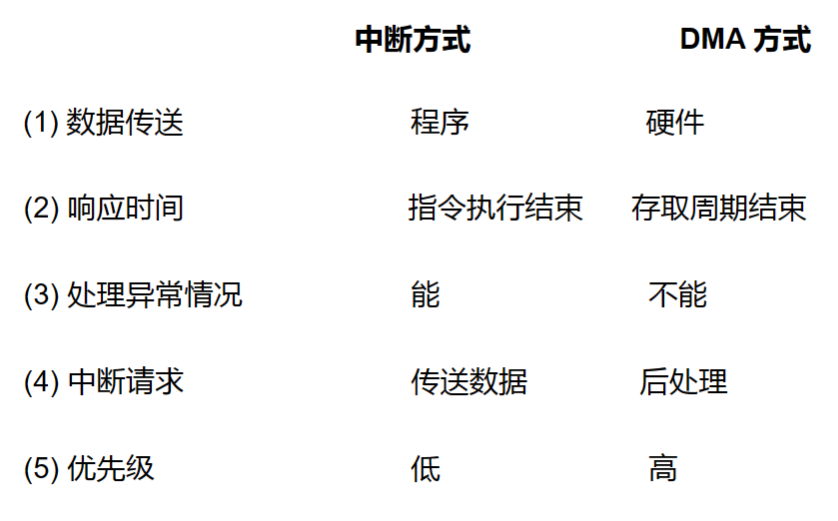 中断方式 DMA 方式
(1) 数据传送 程序 硬件
(2) 响应时间 指令执行结束 存取周期结束
(3) 处理异常情况 能 不能
(4) 中断请求 传送数据 后处理
(5) 优先级 低 高